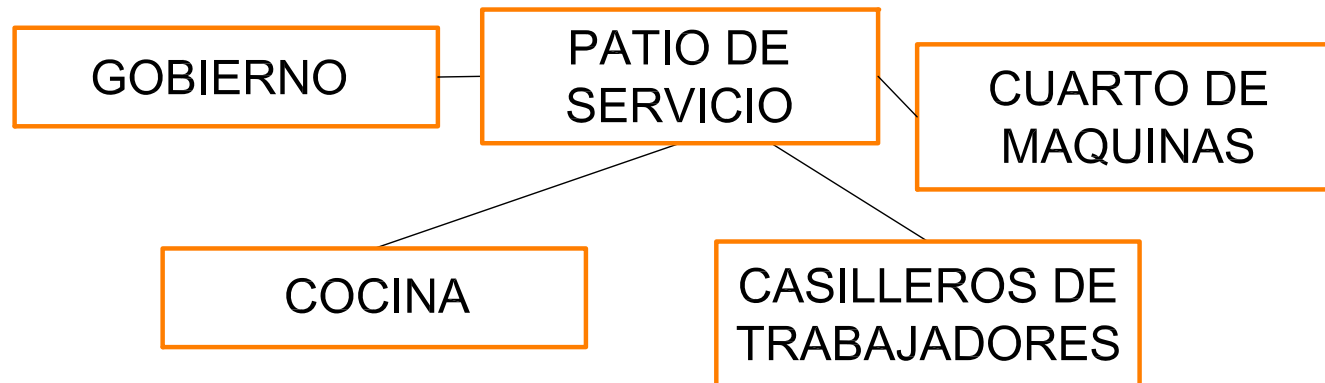 GOBIERNO
PATIO DE
SERVICIO
CUARTO DE
MAQUINAS
COCINA
CASILLEROS DE
TRABAJADORES